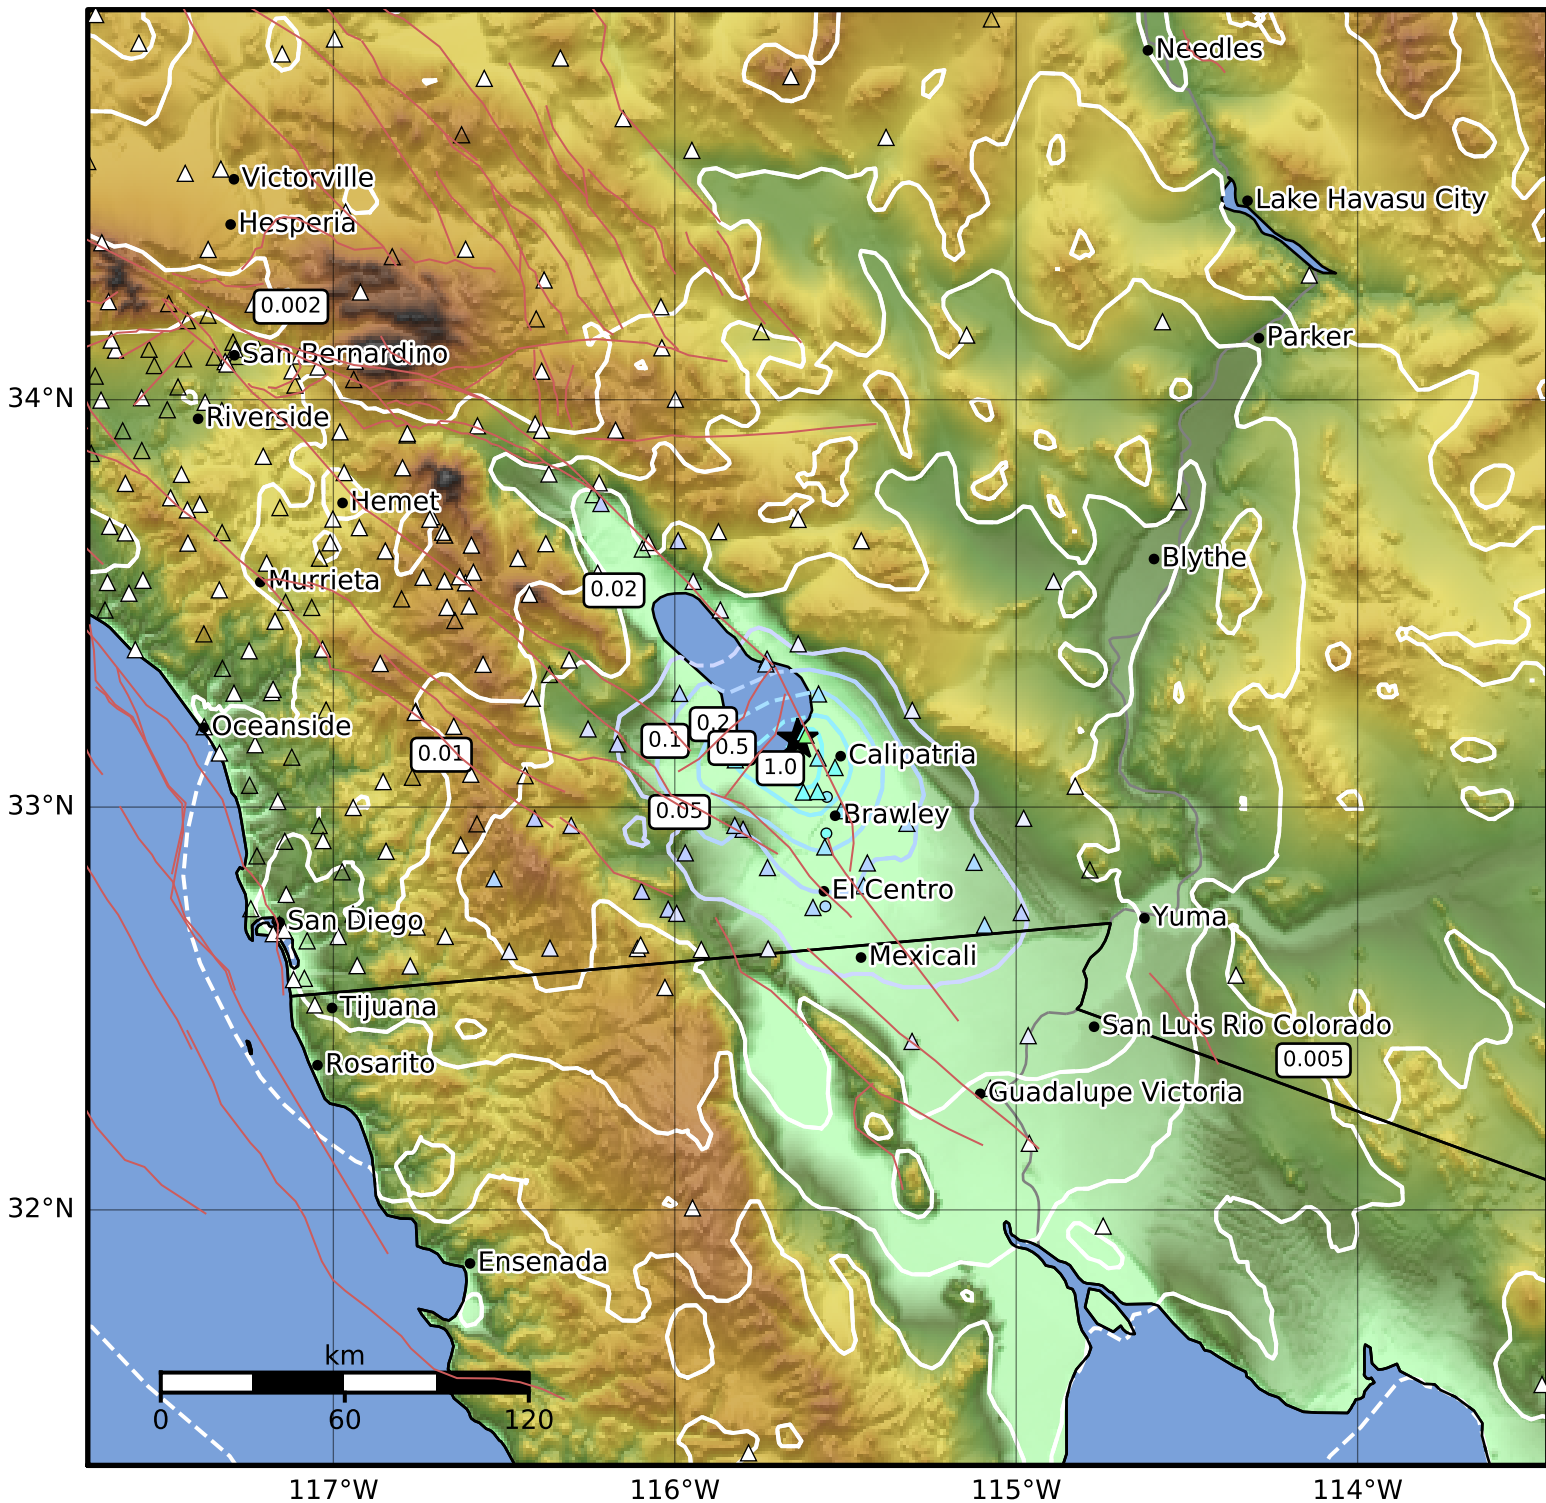 Needles
Victorville
Lake Havasu City
Hesperia
0.002
Parker
San Bernardino
34°N
Riverside
Hemet
Blythe
Murrieta
0.02
Oceanside
0.2
0.1
0.5
0.01
Calipatria
1.0
33°N
0.05
Brawley
El Centro
San Diego
Yuma
Mexicali
Tijuana
San Luis Rio Colorado
Rosarito
0.005
Guadalupe Victoria
32°N
Ensenada
km
0 60 120
117°W 116°W 115°W 114°W